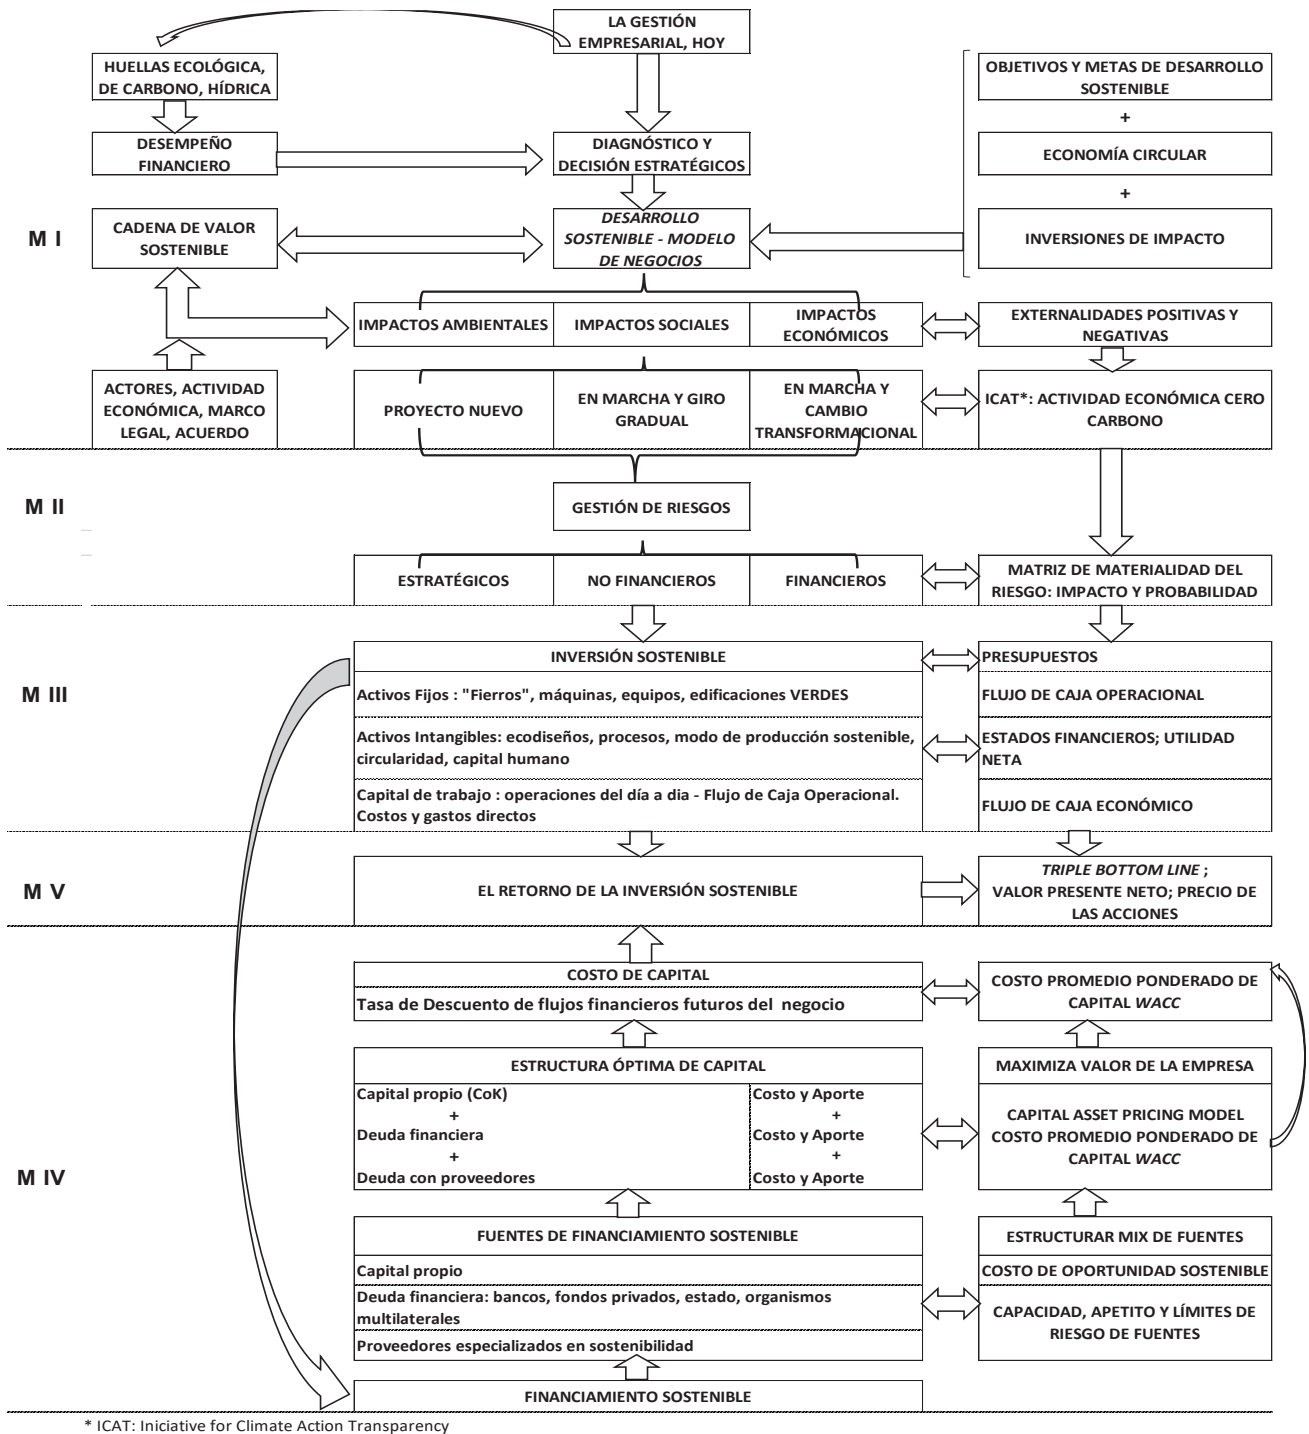 LA GESTIÓN
EMPRESARIAL, HOY
HUELLAS ECOLÓGICA,
DE CARBONO, HÍDRICA
OBJETIVOS Y METAS DE DESARROLLO
SOSTENIBLE
+
DESEMPEÑO
FINANCIERO
DIAGNÓSTICO Y
DECISIÓN ESTRATÉGICOS
ECONOMÍA CIRCULAR
+
M I
CADENA DE VALOR
SOSTENIBLE
DESARROLLO
SOSTENIBLE - MODELO
DE NEGOCIOS
INVERSIONES DE IMPACTO
IMPACTOS AMBIENTALES
IMPACTOS SOCIALES
IMPACTOS
ECONÓMICOS
EXTERNALIDADES POSITIVAS Y
NEGATIVAS
ACTORES, ACTIVIDAD
ECONÓMICA, MARCO
LEGAL, ACUERDO
PROYECTO NUEVO
EN MARCHA Y GIRO
GRADUAL
EN MARCHA Y
CAMBIO
TRANSFORMACIONAL
ICAT*: ACTIVIDAD ECONÓMICA CERO
CARBONO
M II
GESTIÓN DE RIESGOS
ESTRATÉGICOS
NO FINANCIEROS
FINANCIEROS
MATRIZ DE MATERIALIDAD DEL
RIESGO: IMPACTO Y PROBABILIDAD
M III
INVERSIÓN SOSTENIBLE
PRESUPUESTOS
Activos Fijos : "Fierros", máquinas, equipos, edificaciones VERDES
FLUJO DE CAJA OPERACIONAL
Activos Intangibles: ecodiseños, procesos, modo de producción sostenible,
circularidad, capital humano
ESTADOS FINANCIEROS; UTILIDAD
NETA
Capital de trabajo : operaciones del día a dia - Flujo de Caja Operacional.
Costos y gastos directos
FLUJO DE CAJA ECONÓMICO
M V
EL RETORNO DE LA INVERSIÓN SOSTENIBLE
TRIPLE BOTTOM LINE ;
VALOR PRESENTE NETO; PRECIO DE
LAS ACCIONES
M IV
COSTO DE CAPITAL
Tasa de Descuento de flujos financieros futuros del negocio
COSTO PROMEDIO PONDERADO DE
CAPITAL WACC
ESTRUCTURA ÓPTIMA DE CAPITAL
MAXIMIZA VALOR DE LA EMPRESA
Capital propio (CoK)
+
Deuda financiera
+
Deuda con proveedores
Costo y Aporte
+
Costo y Aporte
+
Costo y Aporte
CAPITAL ASSET PRICING MODEL
COSTO PROMEDIO PONDERADO DE
CAPITAL WACC
FUENTES DE FINANCIAMIENTO SOSTENIBLE
ESTRUCTURAR MIX DE FUENTES
Capital propio
COSTO DE OPORTUNIDAD SOSTENIBLE
Deuda financiera: bancos, fondos privados, estado, organismos
multilaterales
Proveedores especializados en sostenibilidad
CAPACIDAD, APETITO Y LÍMITES DE
RIESGO DE FUENTES
FINANCIAMIENTO SOSTENIBLE
* ICAT: Iniciative for Climate Action Transparency